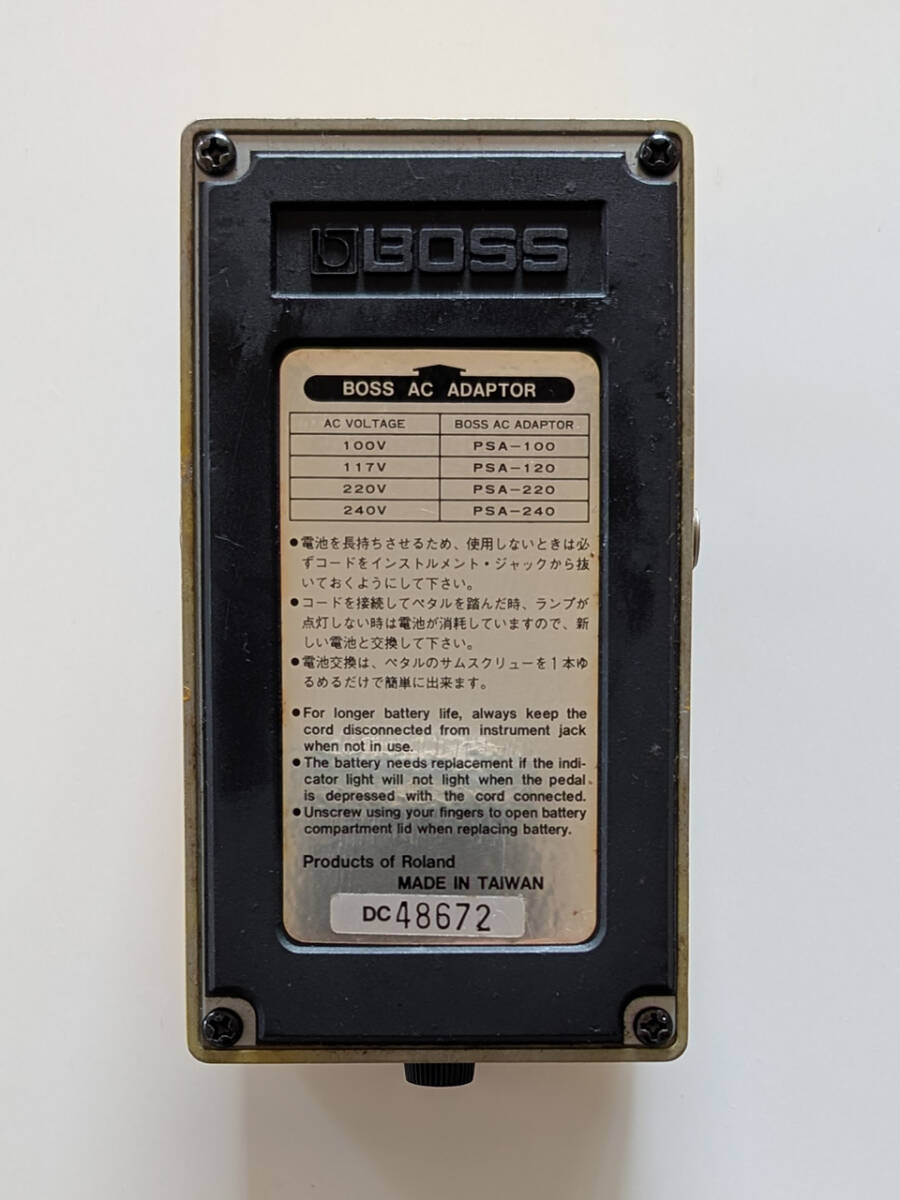 BOSS
BOSS AC ADAPTOR
AC VOLTAGE BOSS AC ADAPTOR
100V PSA-100
117V PSA-120
220V PSA-220
240V PSA-240
●電池を長持ちさせるため、使用しないときは必
ずコードをインストルメント・ジャックから抜
いておくようにして下さい。
●コードを接続してペタルを踏んだ時、ランプが
点灯しない時は電池が消耗していますので、新
しい電池と交換して下さい。
●電池交換は、ペタルのサムスクリューを1本ゆ
るめるだけで簡単に出来ます。
●For longer battery life, always keep the
cord disconnected from instrument jack
when not in use.
●The battery needs replacement if the indi-
cator light will not light when the pedal
is depressed with the cord connected.
●Unscrew using your fingers to open battery
compartment lid when replacing battery.
Products of Roland
MADE IN TAIWAN
DC48672